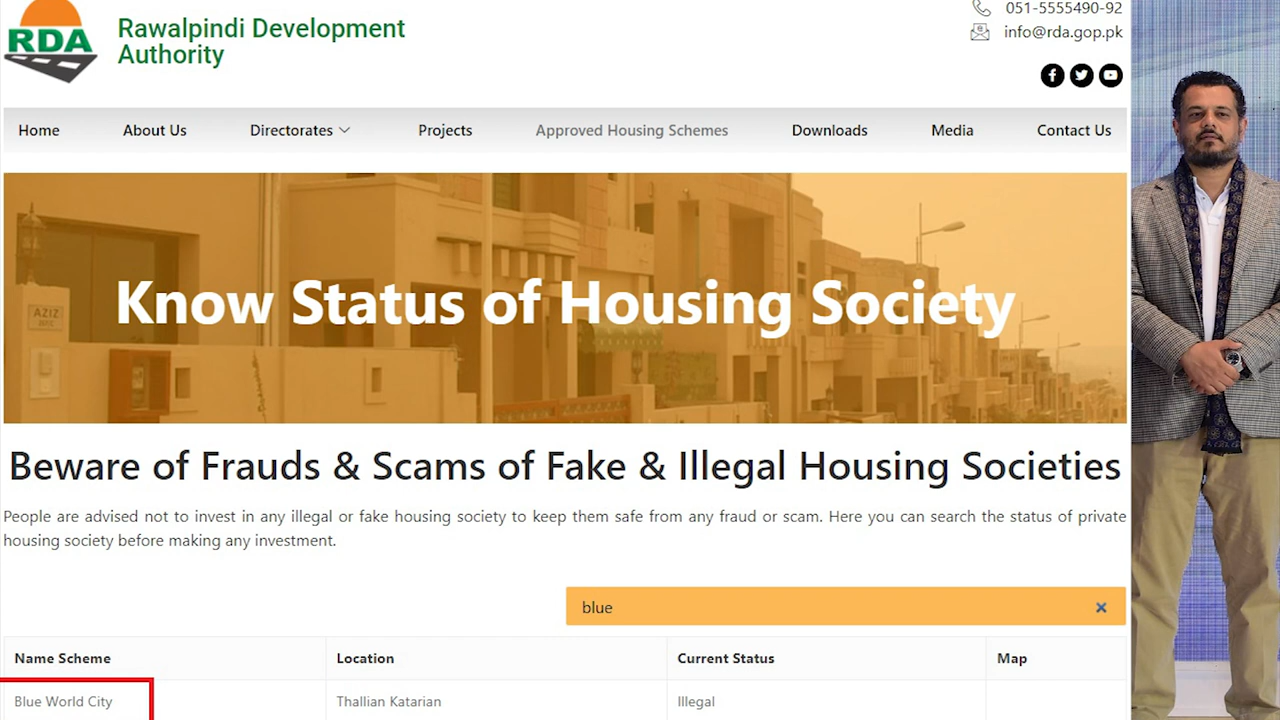 RDA
Rawalpindi Development
Authority
051-5555490-92
info@rda.gop.pk
Home About Us Directorates Projects Approved Housing Schemes Downloads Media Contact Us
AZIZ
Know Status of Housing Society
Beware of Frauds & Scams of Fake & Illegal Housing Societies
People are advised not to invest in any illegal or fake housing society to keep them safe from any fraud or scam. Here you can search the status of private
housing society before making any investment.
blue
Name Scheme Location Current Status Map
Blue World City Thallian Katarian Illegal